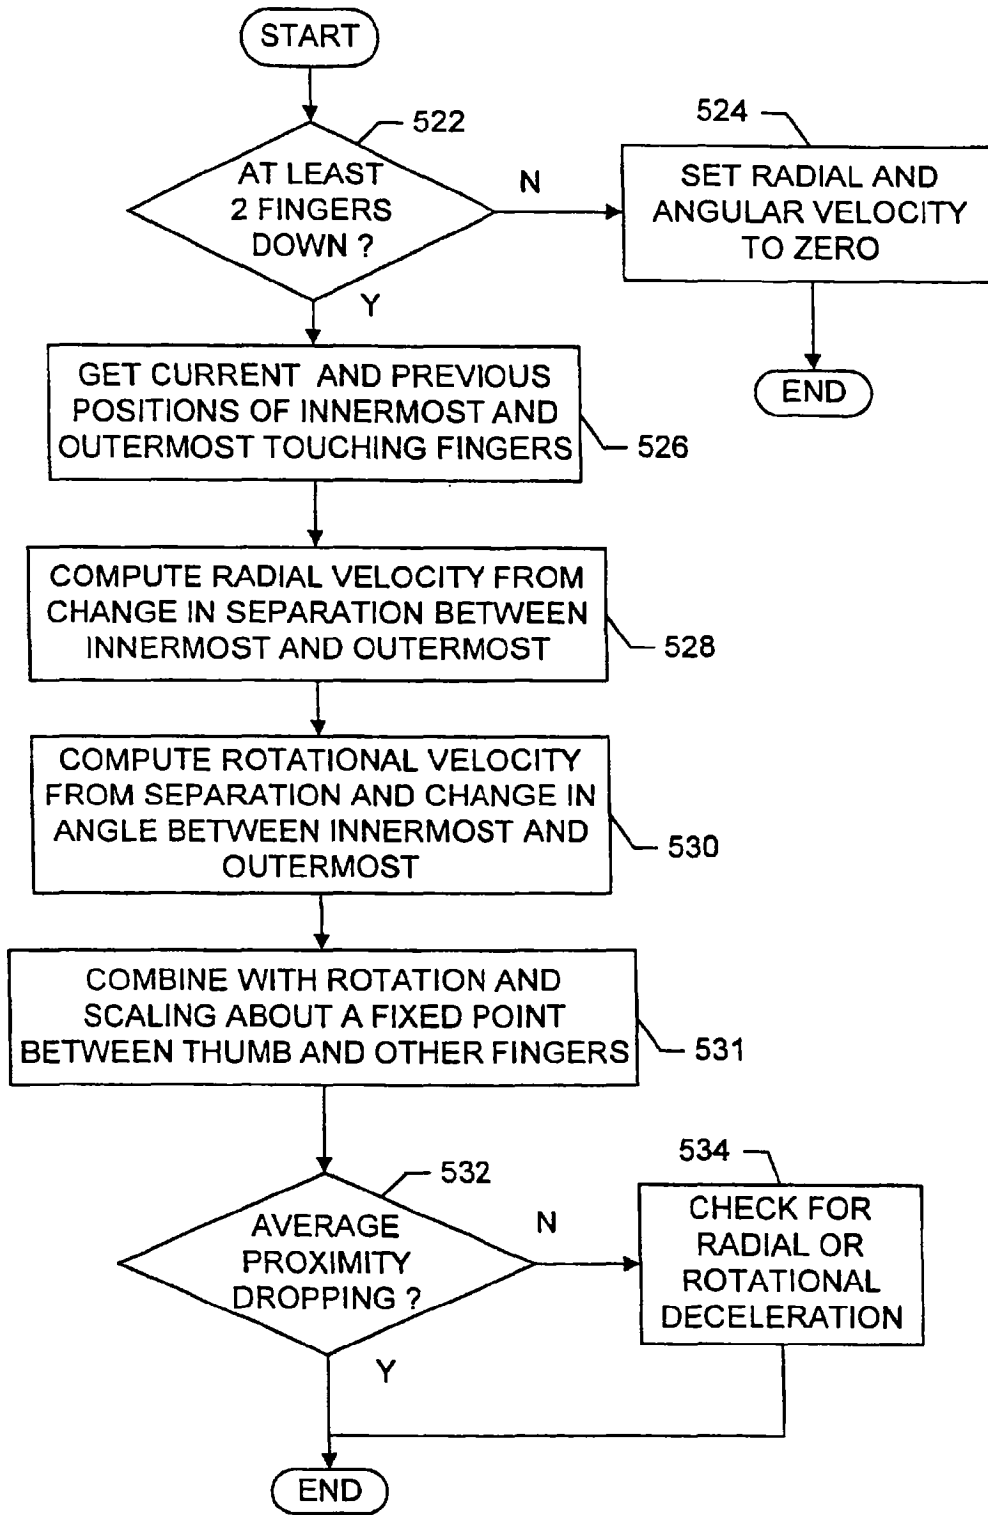 START
522
AT LEAST
2 FINGERS
DOWN ?
N
Y
524
SET RADIAL AND
ANGULAR VELOCITY
TO ZERO
END
GET CURRENT AND PREVIOUS
POSITIONS OF INNERMOST AND
OUTERMOST TOUCHING FINGERS
526
COMPUTE RADIAL VELOCITY FROM
CHANGE IN SEPARATION BETWEEN
INNERMOST AND OUTERMOST
528
COMPUTE ROTATIONAL VELOCITY
FROM SEPARATION AND CHANGE IN
ANGLE BETWEEN INNERMOST AND
OUTERMOST
530
COMBINE WITH ROTATION AND
SCALING ABOUT A FIXED POINT
BETWEEN THUMB AND OTHER FINGERS
531
532
AVERAGE
PROXIMITY
DROPPING ?
N
Y
534
CHECK FOR
RADIAL OR
ROTATIONAL
DECELERATION
END